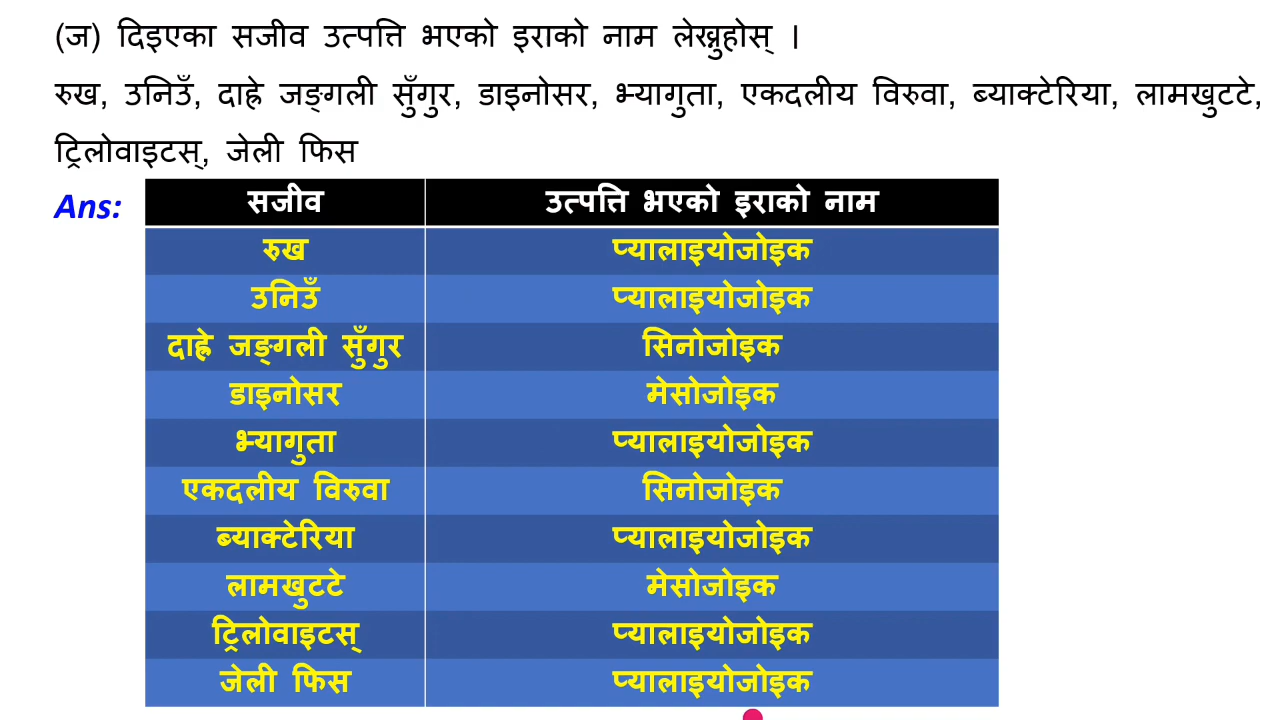 (ज) दिइएका सजीव उत्पत्ति भएको इराको नाम लेख्नुहोस् ।
रुख, उनिउँ, दाह्रे जङ्गली सुँगुर, डाइनोसर, भ्यागुता, एकदलीय विरुवा, ब्याक्टेरिया, लामखुटटे,
ट्रिलोवाइटस्, जेली फिस
Ans: सजीव उत्पत्ति भएको इराको नाम
रुख प्यालाइयोजोइक
उनिउँ प्यालाइयोजोइक
दाह्रे जङ्गली सुँगुर सिनोजोइक
डाइनोसर मेसोजोइक
भ्यागुता प्यालाइयोजोइक
एकदलीय विरुवा सिनोजोइक
ब्याक्टेरिया प्यालाइयोजोइक
लामखुटटे मेसोजोइक
ट्रिलोवाइटस् प्यालाइयोजोइक
जेली फिस प्यालाइयोजोइक